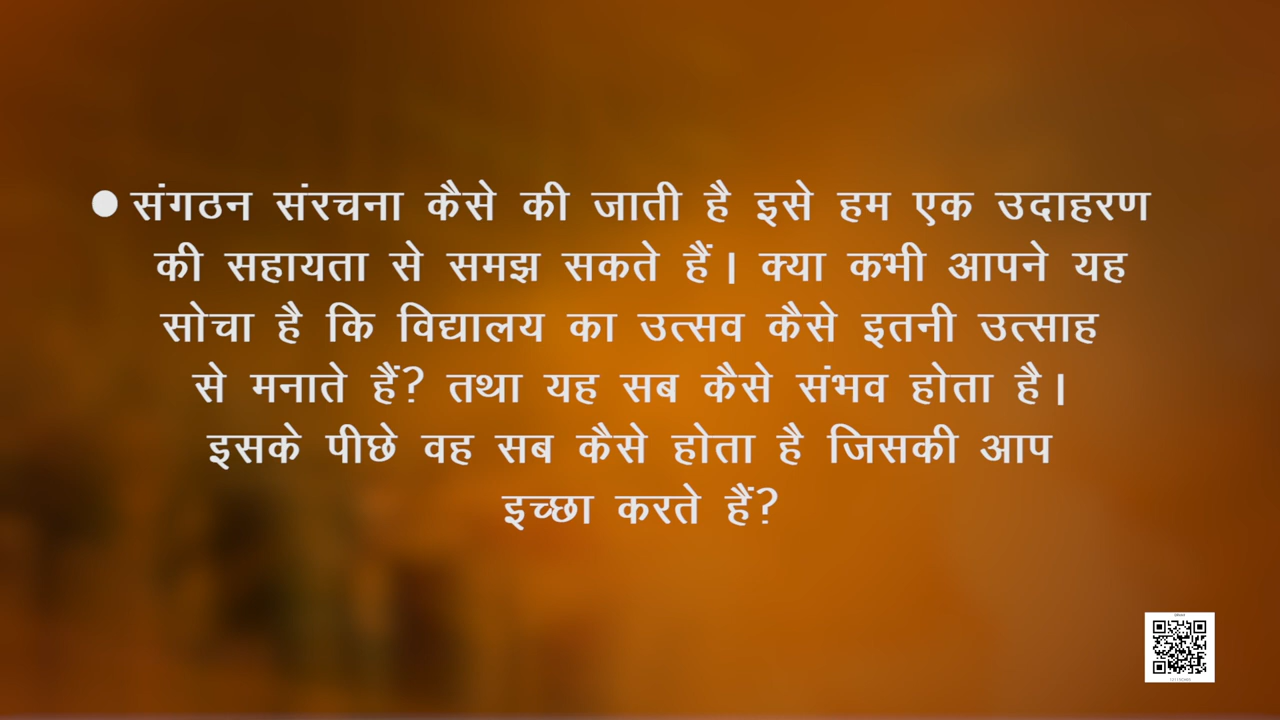 ● संगठन संरचना कैसे की जाती है इसे हम एक उदाहरण
की सहायता से समझ सकते हैं। क्या कभी आपने यह
सोचा है कि विद्यालय का उत्सव कैसे इतनी उत्साह
से मनाते हैं? तथा यह सब कैसे संभव होता है।
इसके पीछे वह सब कैसे होता है जिसकी आप
इच्छा करते हैं?